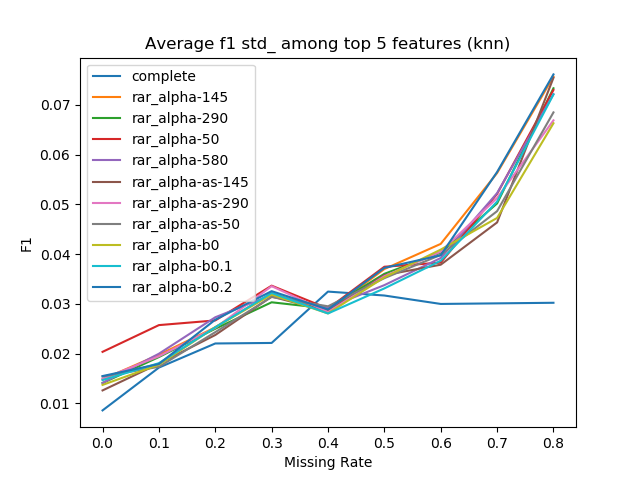 Average f1 std_ among top 5 features (knn)
complete
rar_alpha-145
rar_alpha-290
rar_alpha-50
rar_alpha-580
rar_alpha-as-145
rar_alpha-as-290
rar_alpha-as-50
rar_alpha-b0
rar_alpha-b0.1
rar_alpha-b0.2
0.07
0.06
0.05
0.04
0.03
0.02
0.01
F1
0.0 0.1 0.2 0.3 0.4 0.5 0.6 0.7 0.8
Missing Rate